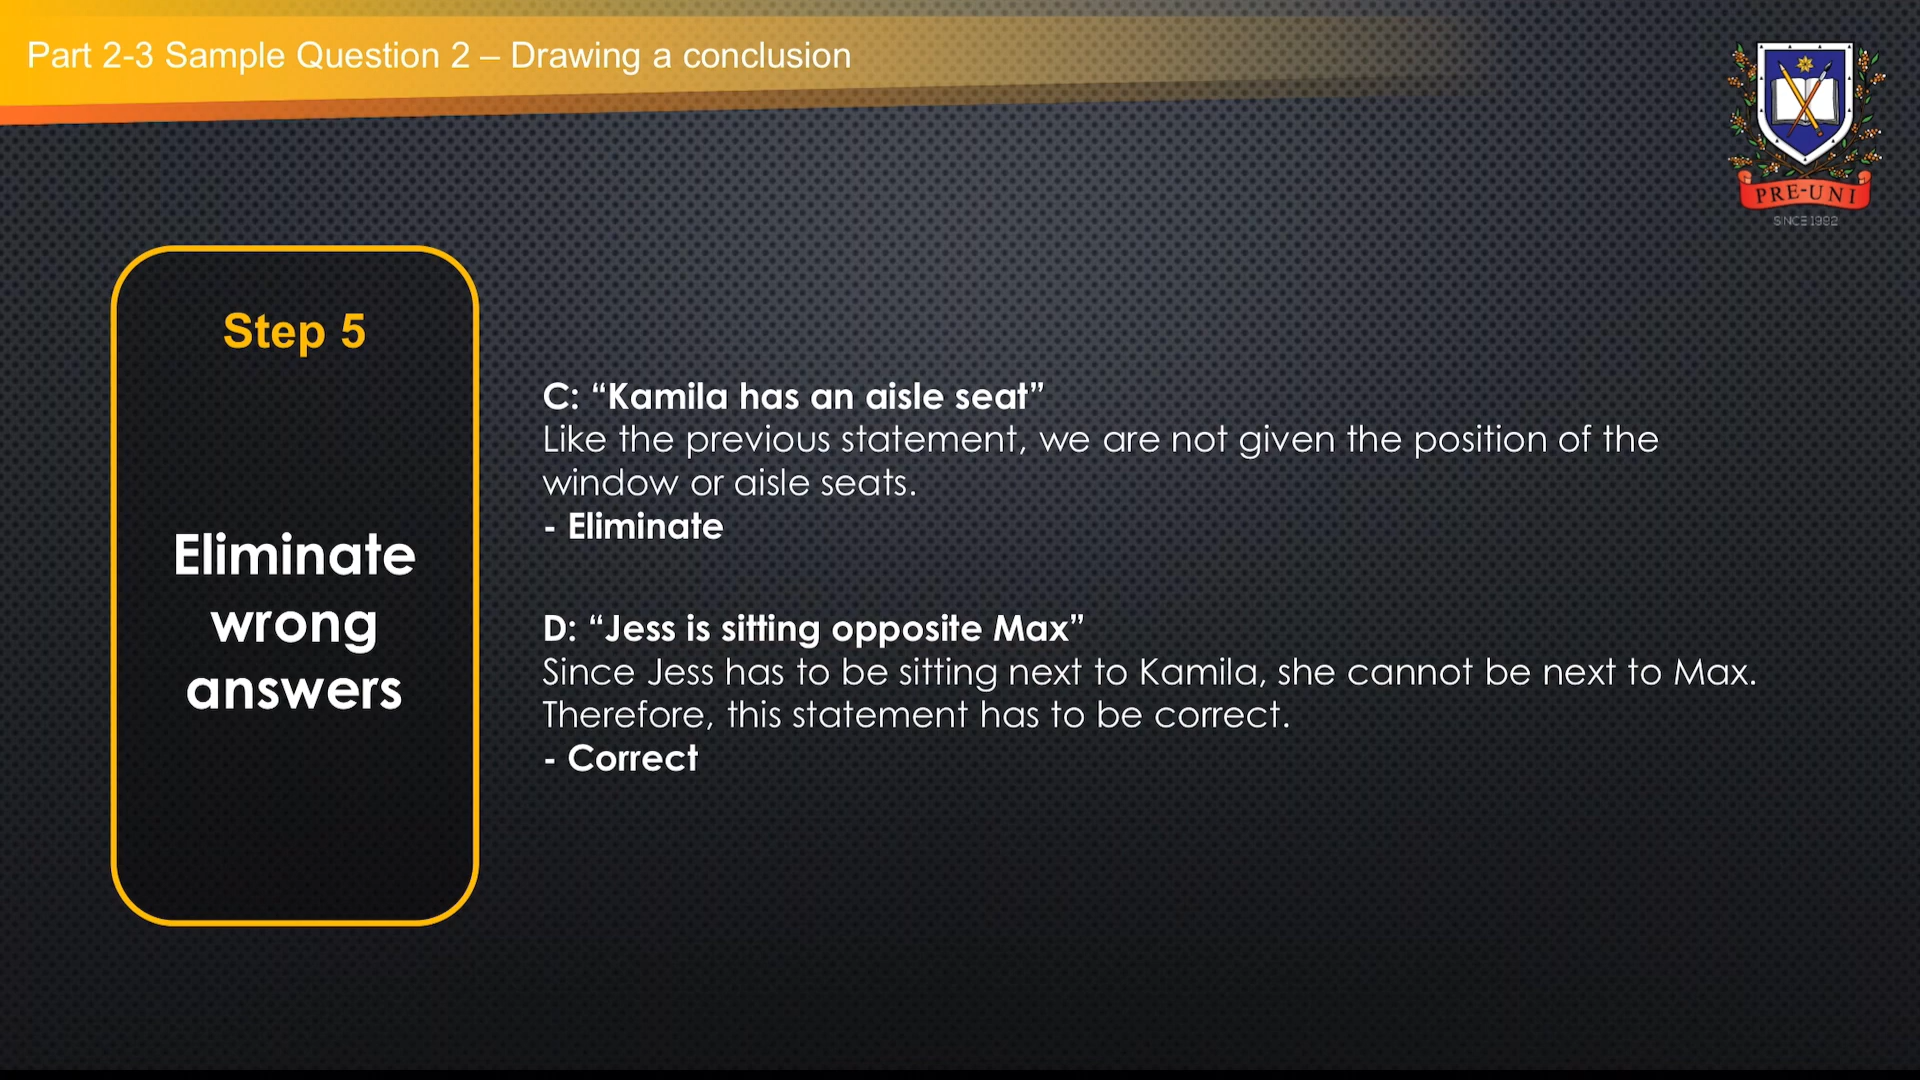 Part 2-3 Sample Question 2 – Drawing a conclusion
PRE-UNI
SINCE 1992
Step 5
Eliminate
wrong
answers
C: “Kamila has an aisle seat”
Like the previous statement, we are not given the position of the
window or aisle seats.
- Eliminate
D: “Jess is sitting opposite Max”
Since Jess has to be sitting next to Kamila, she cannot be next to Max.
Therefore, this statement has to be correct.
- Correct